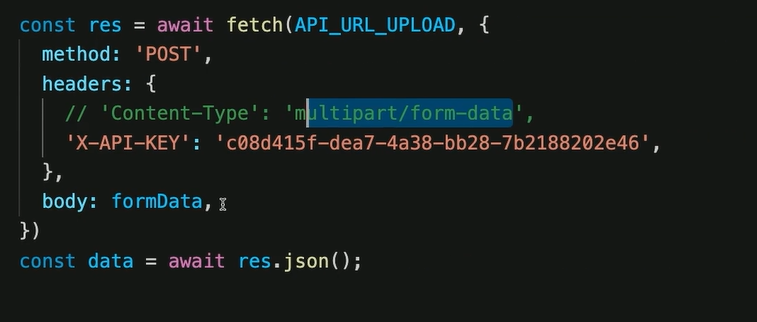 const res = await fetch(API_URL_UPLOAD, {
method: 'POST',
headers: {
// 'Content-Type': 'multipart/form-data',
'X-API-KEY': 'c08d415f-dea7-4a38-bb28-7b2188202e46',
},
body: formData,
})
const data = await res.json();